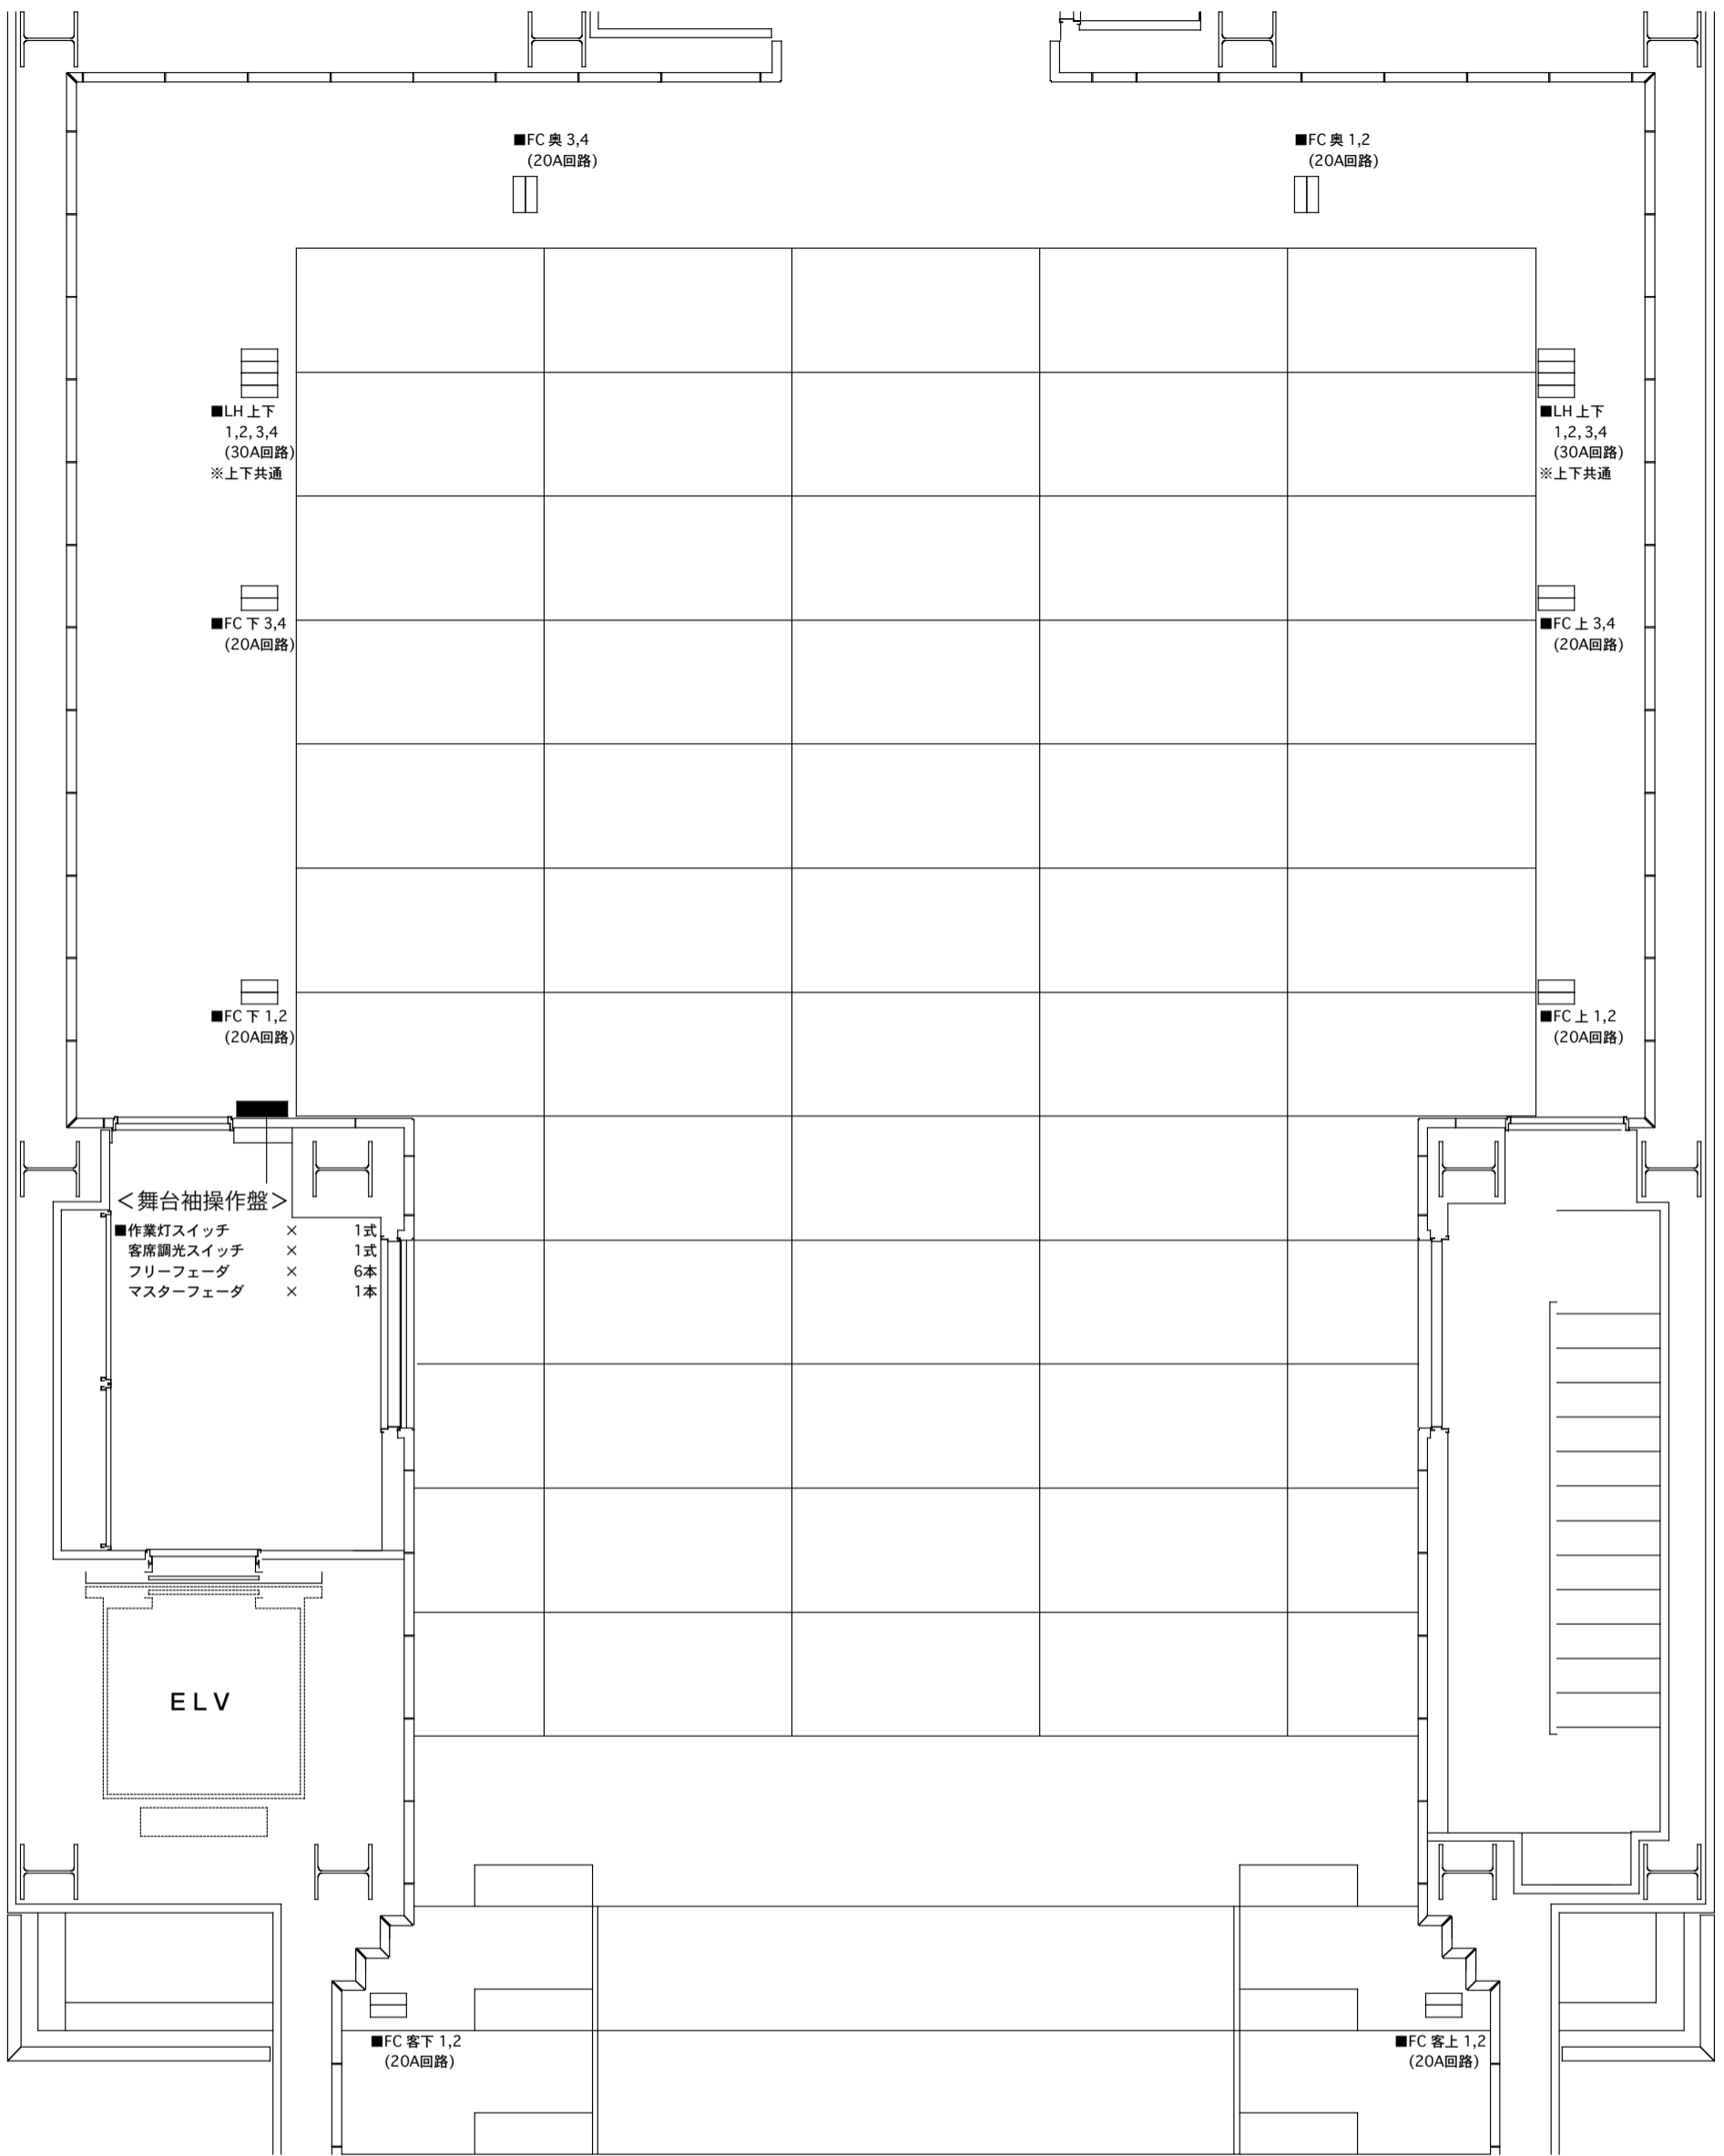 ■FC 奥 3,4
(20A回路)
■FC 奥 1,2
(20A回路)
■LH 上下
1,2, 3,4
(30A回路)
※上下共通
■LH 上下
1,2, 3,4
(30A回路)
※上下共通
■FC 下 3,4
(20A回路)
■FC 上 3,4
(20A回路)
■FC 下 1,2
(20A回路)
■FC 上 1,2
(20A回路)
＜舞台袖操作盤＞
■作業灯スイッチ × 1式
客席調光スイッチ × 1式
フリーフェーダ × 6本
マスターフェーダ × 1本
ＥＬＶ
■FC 客下 1,2
(20A回路)
■FC 客上 1,2
(20A回路)